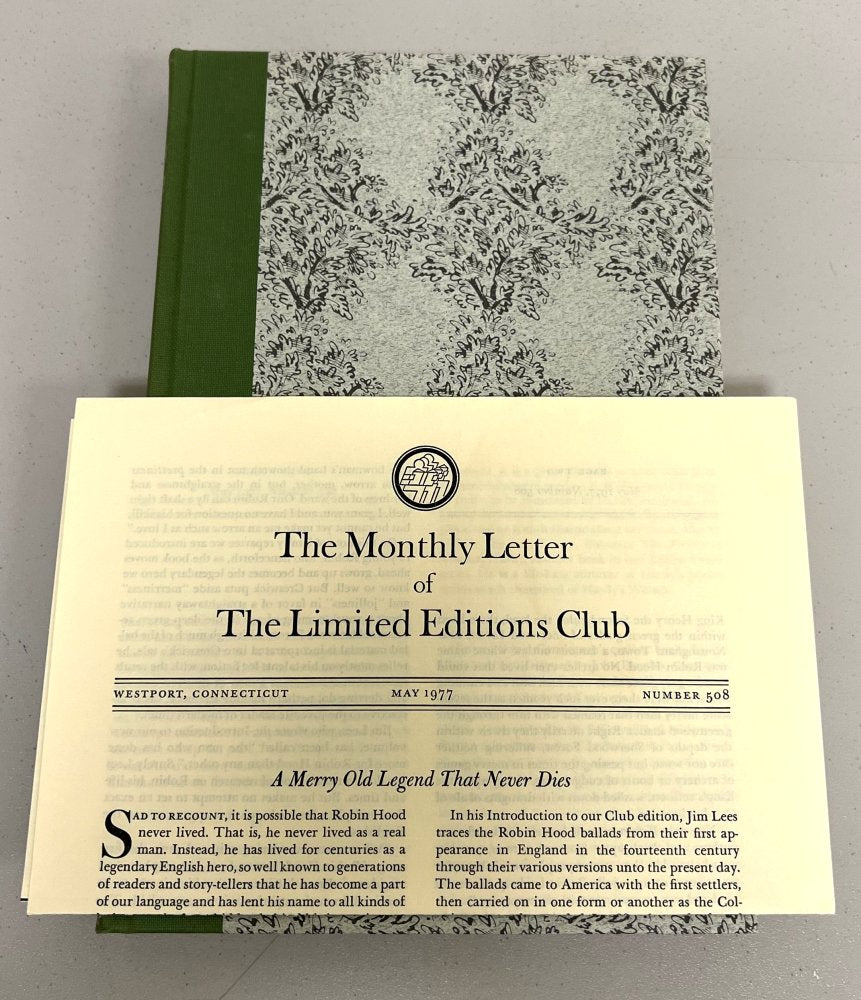 The Monthly Letter
of
The Limited Editions Club
WESTPORT, CONNECTICUT MAY 1977 NUMBER 508
A Merry Old Legend That Never Dies
SAD TO RECOUNT, it is possible that Robin Hood
never lived. That is, he never lived as a real
man. Instead, he has lived for centuries as a
legendary English hero, so well known to generations
of readers and story-tellers that he has become a part
of our language and has lent his name to all kinds of
In his Introduction to our Club edition, Jim Lees
traces the Robin Hood ballads from their first ap-
pearance in England in the fourteenth century
through their various versions unto the present day.
The ballads came to America with the first settlers,
then carried on in one form or another as the Col-